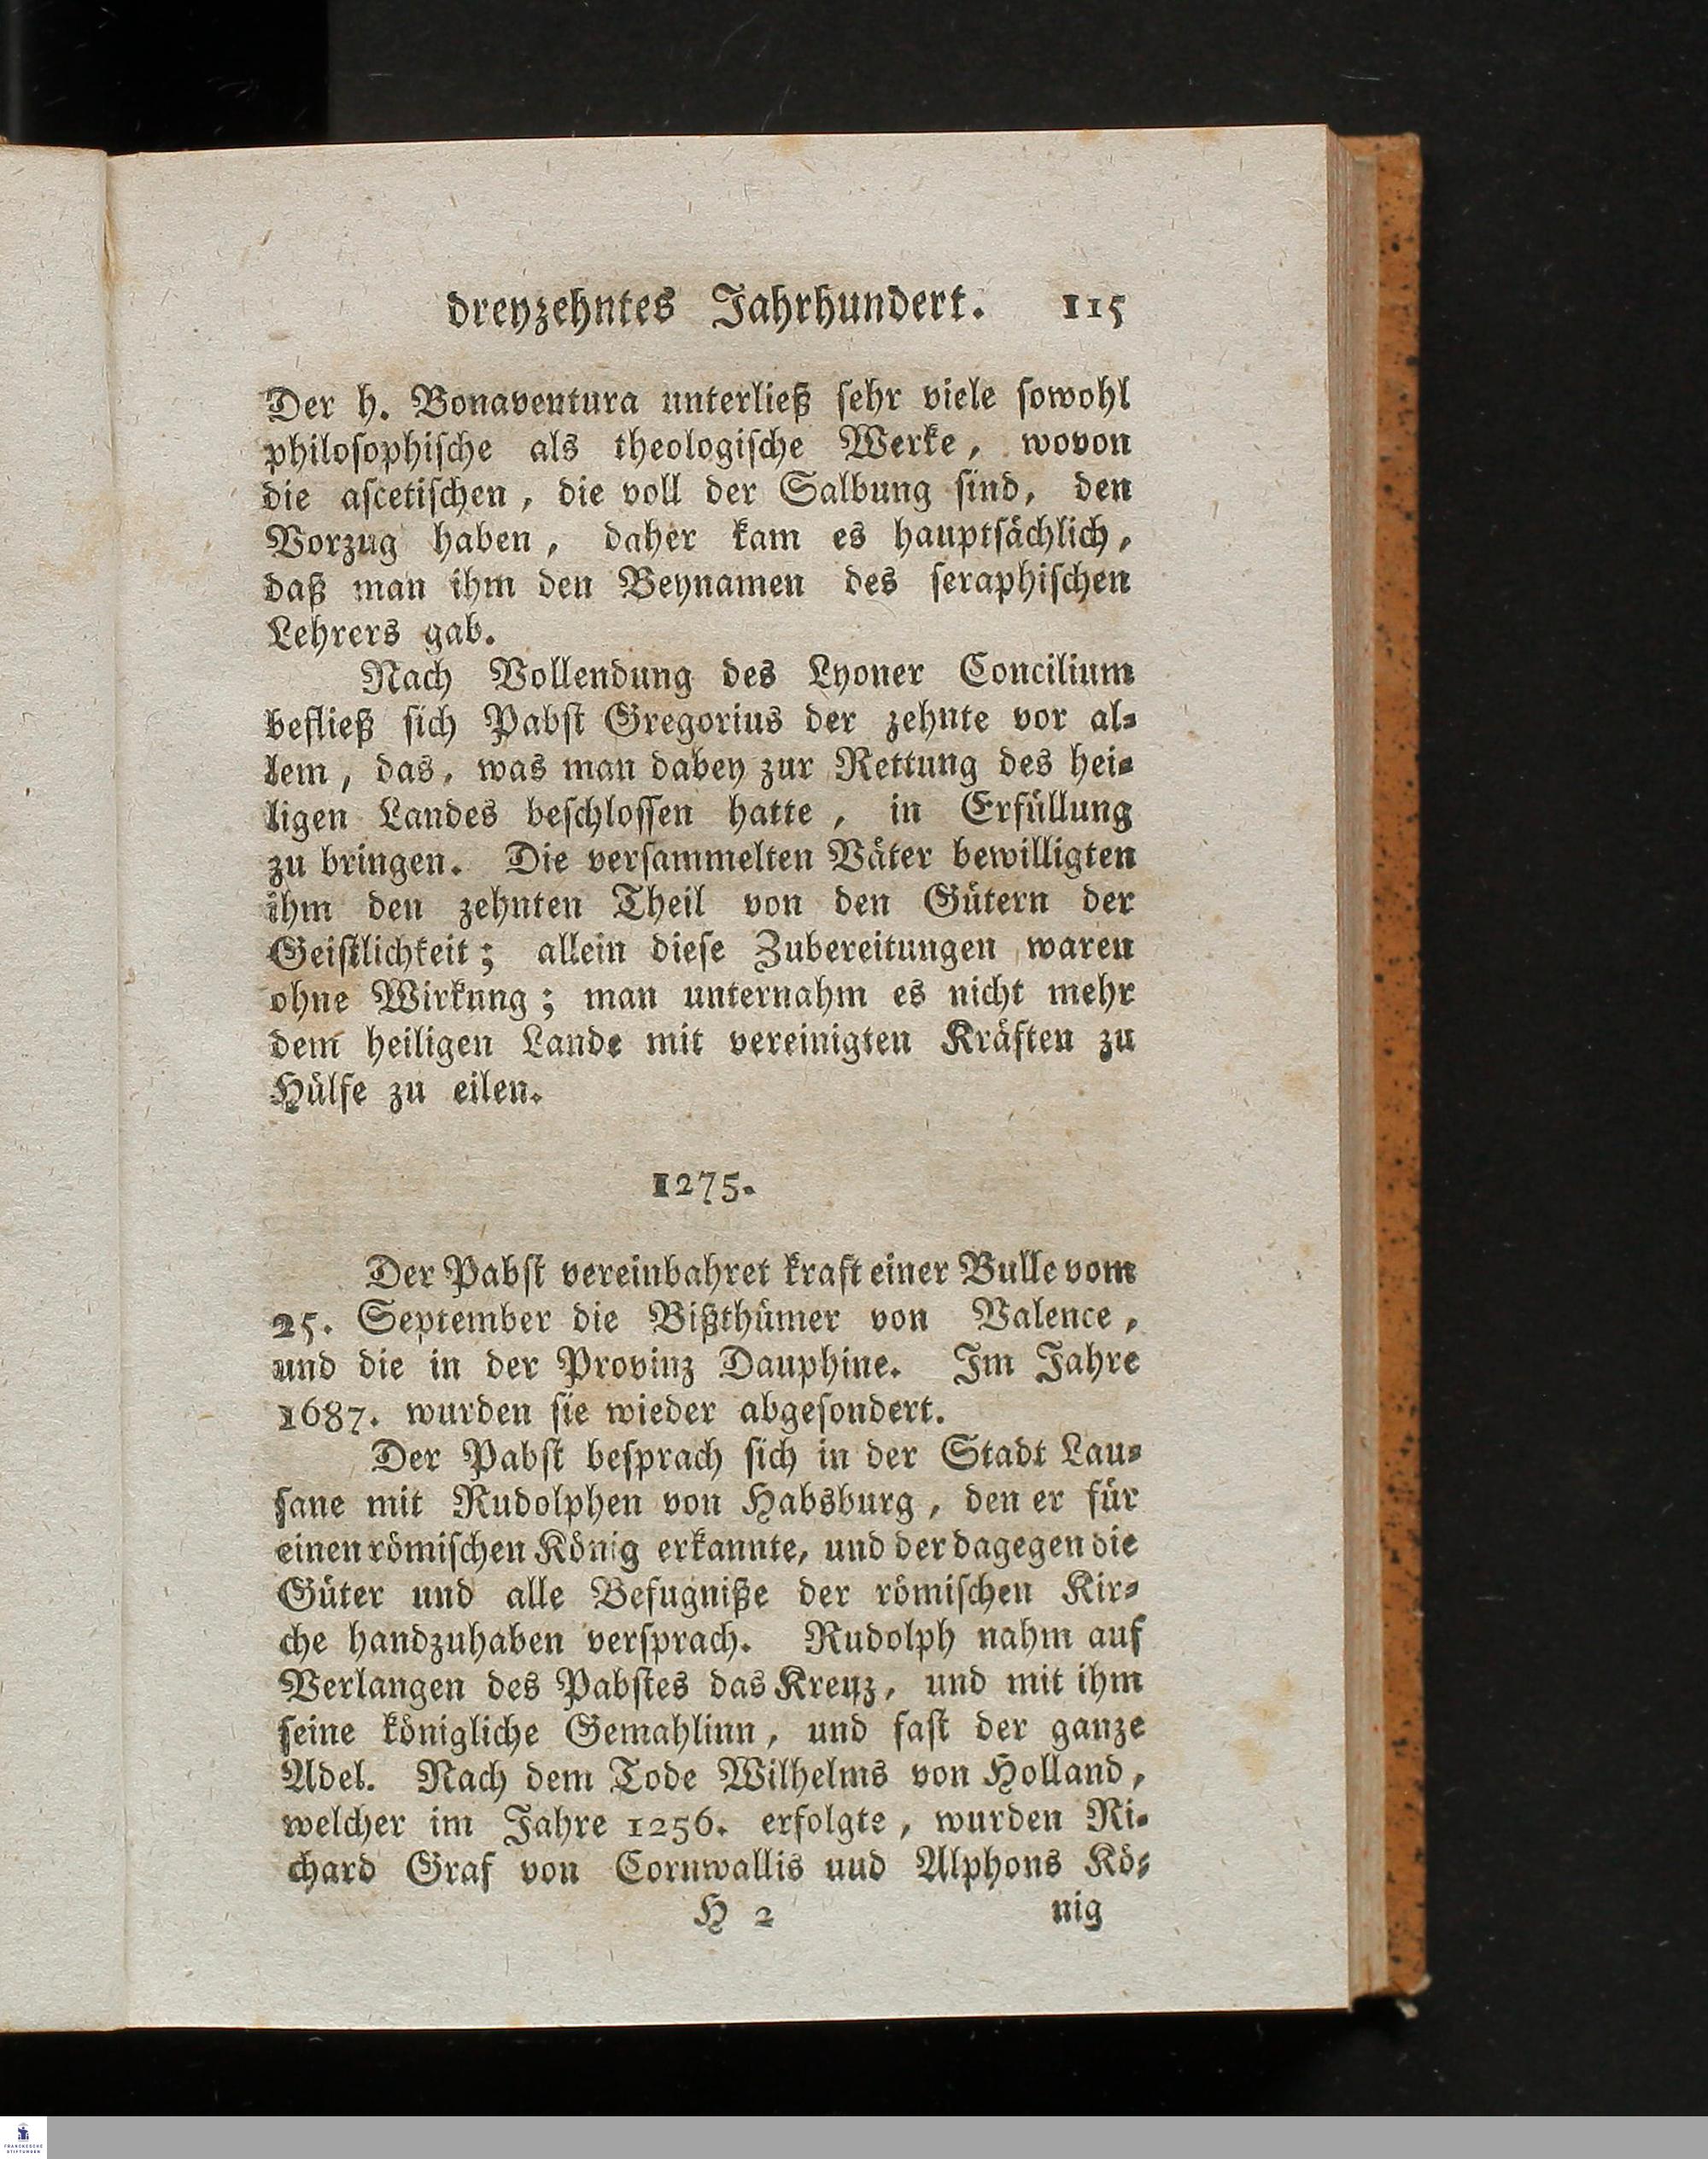 dreyzehntes Jahrhundert. 115
Der h. Bonaventura unterließ sehr viele sowohl
philosophische als theologische Werke, wovon
die ascetischen, die voll der Salbung sind, den
Vorzug haben, daher kam es hauptsächlich,
daß man ihm den Beynamen des seraphischen
Lehrers gab.
Nach Vollendung des Lyoner Concilium
befließ sich Pabst Gregorius der zehnte vor al-
lem, das, was man dabey zur Rettung des hei-
ligen Landes beschlossen hatte, in Erfüllung
zu bringen. Die versammelten Väter bewilligten
ihm den zehnten Theil von den Gütern der
Geistlichkeit; allein diese Zubereitungen waren
ohne Wirkung; man unternahm es nicht mehr
dem heiligen Lande mit vereinigten Kräften zu
Hülfe zu eilen.
1275.
Der Pabst vereinbahret kraft einer Bulle vom
25. September die Bißthümer von Valence,
und die in der Provinz Dauphine. Im Jahre
1687. wurden sie wieder abgesondert.
Der Pabst besprach sich in der Stadt Lau-
sane mit Rudolphen von Habsburg, den er für
einen römischen König erkannte, und der dagegen die
Güter und alle Befugniße der römischen Kir-
che handzuhaben versprach. Rudolph nahm auf
Verlangen des Pabstes das Kreuz, und mit ihm
seine königliche Gemahlinn, und fast der ganze
Adel. Nach dem Tode Wilhelms von Holland,
welcher im Jahre 1256. erfolgte, wurden Ri-
chard Graf von Cornwallis uud Alphons Kö-
H 2 nig
FRANCKESCHE
STIFTUNGEN